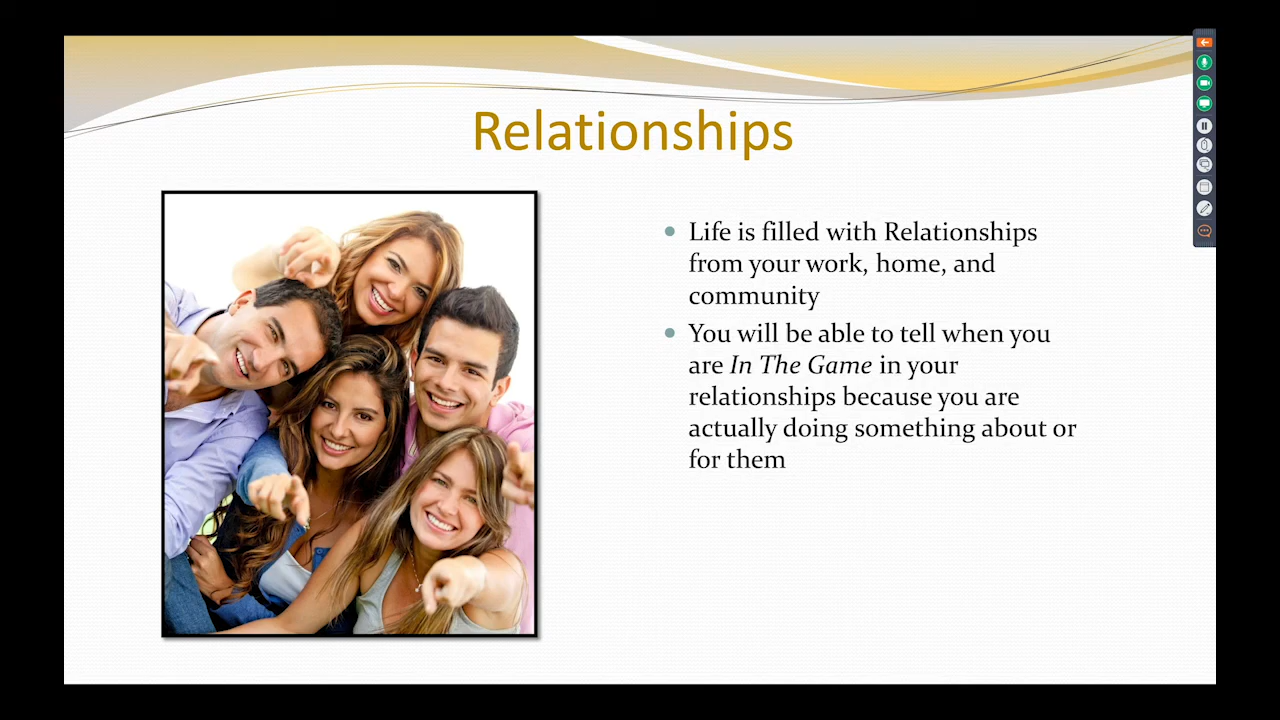 Relationships
Life is filled with Relationships
from your work, home, and
community
You will be able to tell when you
are In The Game in your
relationships because you are
actually doing something about or
for them